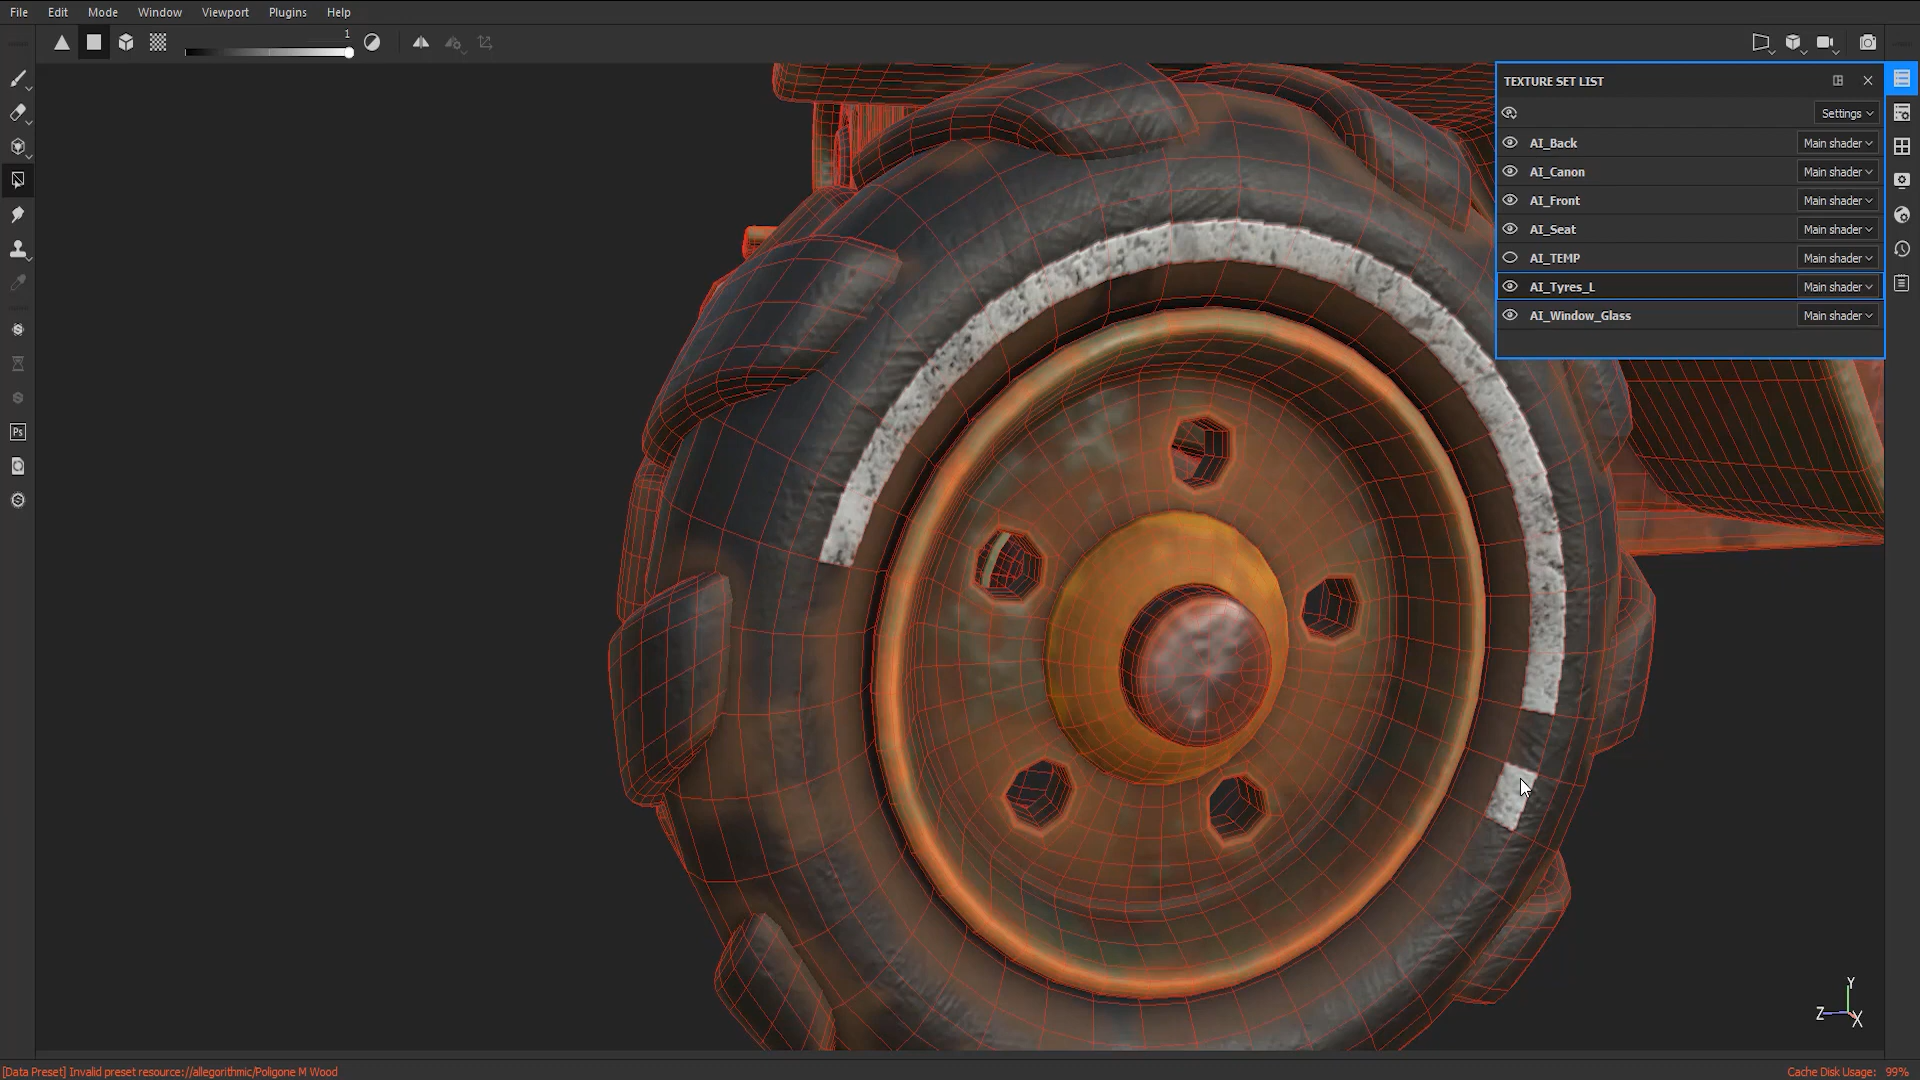 File Edit Mode Window Viewport Plugins Help
1
TEXTURE SET LIST
Settings
AI_Back Main shader
AI_Canon Main shader
AI_Front Main shader
AI_Seat Main shader
AI_TEMP Main shader
AI_Tyres_L Main shader
AI_Window_Glass Main shader
Ps
Y
Z
X
[Data Preset] Invalid preset resource://allegorithmic/Poligone M Wood
Cache Disk Usage: 99%